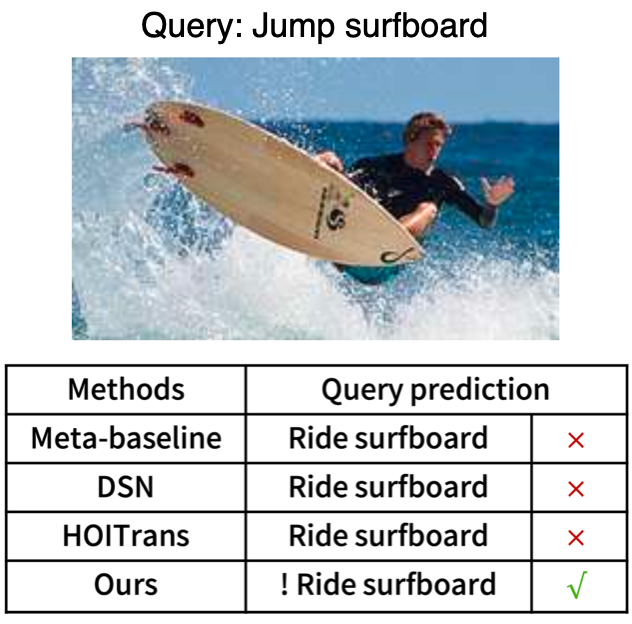 Query: Jump surfboard
Methods Query prediction
Meta-baseline Ride surfboard ×
DSN Ride surfboard ×
HOITrans Ride surfboard ×
Ours ! Ride surfboard √